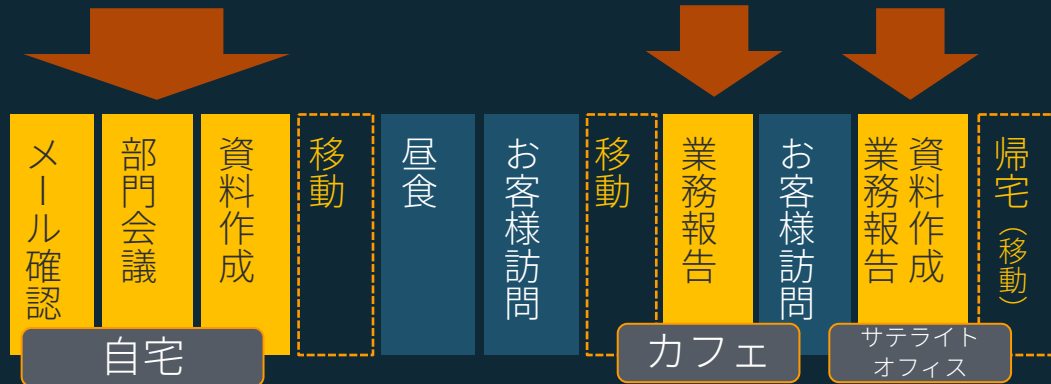 メール確認
部門会議
資料作成
移動
昼食
お客様訪問
移動
業務報告
お客様訪問
資料作成
業務報告
帰宅（移動）
自宅
カフェ
サテライト
オフィス